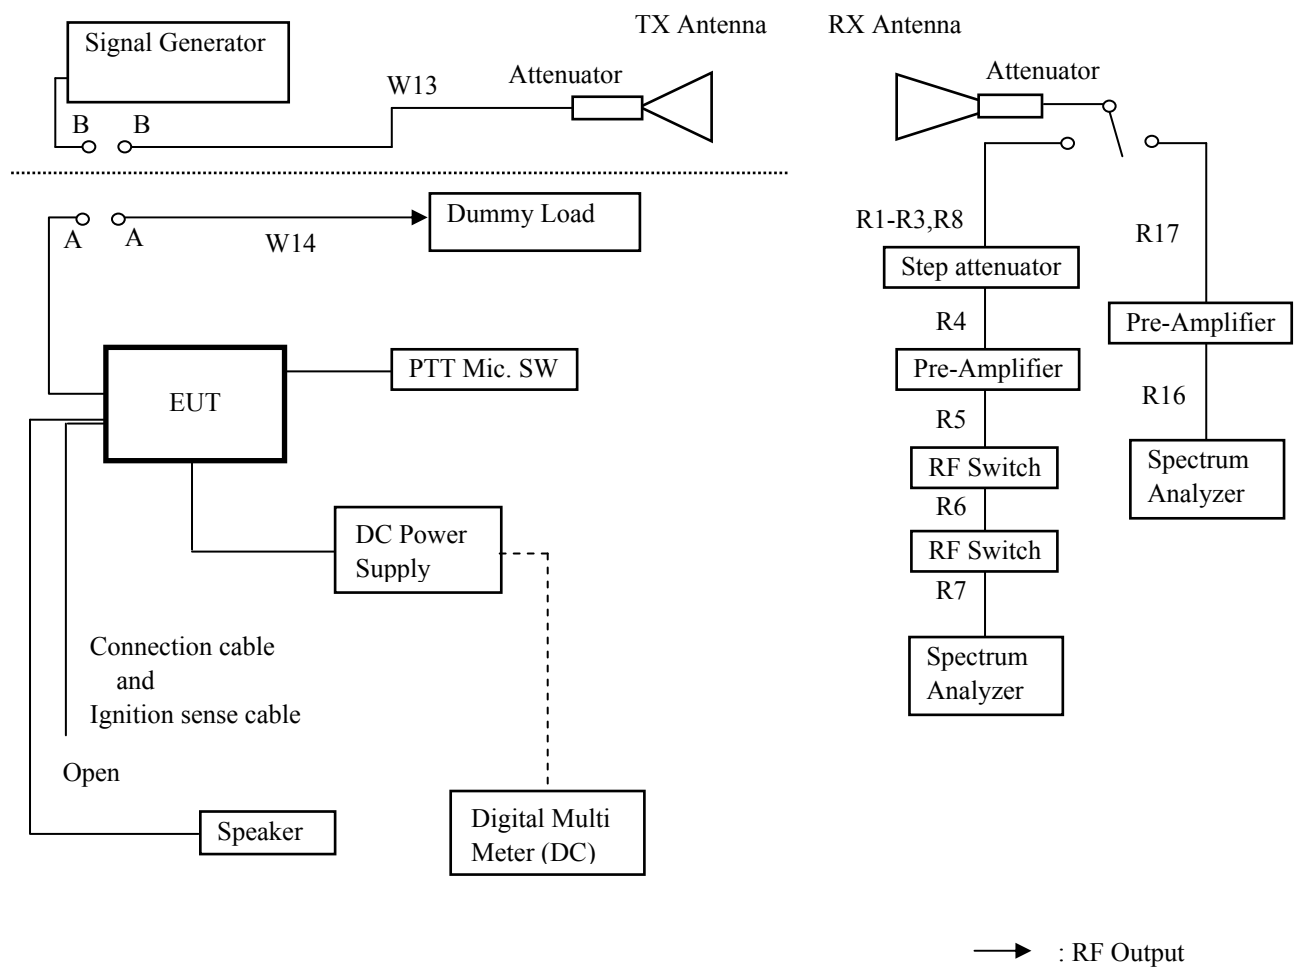 TX Antenna
RX Antenna
Signal Generator
Attenuator
W13
B
B
Attenuator
Dummy Load
A
A
W14
R1-R3,R8
R17
Step attenuator
R4
Pre-Amplifier
PTT Mic. SW
Pre-Amplifier
EUT
R16
R5
RF Switch
Spectrum
Analyzer
R6
DC Power
Supply
RF Switch
R7
Connection cable
and
Ignition sense cable
Spectrum
Analyzer
Open
Speaker
Digital Multi
Meter (DC)
: RF Output